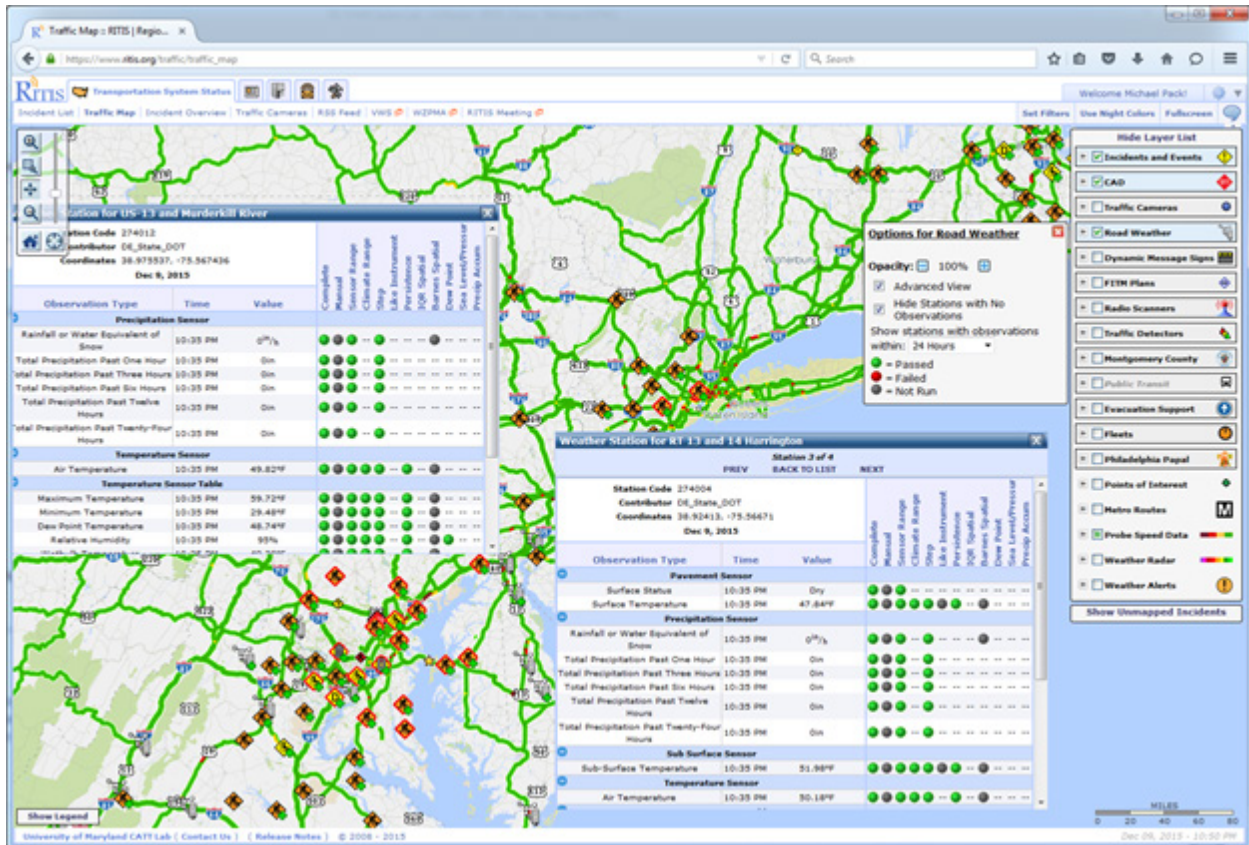 Traffic Map :: RITIS | Regio...
https://www.ritis.org/traffic/traffic_map
Search
RITIS
Transportation System Status
Welcome Michael Pack!
Incident List | Traffic Map | Incident Overview | Traffic Cameras | RSS Feed | VWS | WZPMA | RITIS Meeting
Set Filters | Use Night Colors | Fullscreen
Hide Layer List
Incidents and Events
CAD
Traffic Cameras
Road Weather
Dynamic Message Signs
FITM Plans
Radio Scanners
Traffic Detectors
Montgomery County
Public Transit
Evacuation Support
Fleets
Philadelphia Papal
Points of Interest
Metro Routes
Probe Speed Data
Weather Radar
Weather Alerts
Show Unmapped Incidents
Options for Road Weather
Opacity: 100%
Advanced View
Hide Stations with No
Observations
Show stations with observations
within: 24 Hours
= Passed
= Failed
= Not Run
tation for US-13 and Murderkill River
tation Code 274012
Contributor DE_State_DOT
Coordinates 38.975537, -75.567436
Dec 9, 2015
Observation Type Time Value
Complete
Manual
Sensor Range
Climate Range
Step
Like Instrument
Persistence
IQR Spatial
Barnes Spatial
Dew Point
Sea Level/Pressur
Precip Accum
Precipitation Sensor
Rainfall or Water Equivalent of
Snow 10:35 PM 0in/h
Total Precipitation Past One Hour 10:35 PM 0in
otal Precipitation Past Three Hours 10:35 PM 0in
Total Precipitation Past Six Hours 10:35 PM 0in
Total Precipitation Past Twelve
Hours 10:35 PM 0in
otal Precipitation Past Twenty-Four
Hours 10:35 PM 0in
Temperature Sensor
Air Temperature 10:35 PM 49.82°F
Temperature Sensor Table
Maximum Temperature 10:35 PM 59.72°F
Minimum Temperature 10:35 PM 29.48°F
Dew Point Temperature 10:35 PM 48.74°F
Relative Humidity 10:35 PM 95%
Weather Station for RT 13 and 14 Harrington
Station 3 of 4
PREV BACK TO LIST NEXT
Station Code 274004
Contributor DE_State_DOT
Coordinates 38.92413, -75.56671
Dec 9, 2015
Observation Type Time Value
Complete
Manual
Sensor Range
Climate Range
Step
Like Instrument
Persistence
IQR Spatial
Barnes Spatial
Dew Point
Sea Level/Pressur
Precip Accum
Pavement Sensor
Surface Status 10:35 PM Dry
Surface Temperature 10:35 PM 47.84°F
Precipitation Sensor
Rainfall or Water Equivalent of
Snow 10:35 PM 0in/h
Total Precipitation Past One Hour 10:35 PM 0in
Total Precipitation Past Three Hours 10:35 PM 0in
Total Precipitation Past Six Hours 10:35 PM 0in
Total Precipitation Past Twelve
Hours 10:35 PM 0in
Total Precipitation Past Twenty-Four
Hours 10:35 PM 0in
Sub Surface Sensor
Sub-Surface Temperature 10:35 PM 51.98°F
Temperature Sensor
Air Temperature 10:35 PM 50.18°F
Waterbury
Show Legend
MILES
0 20 40 60 80
University of Maryland CATT Lab ( Contact Us ) ( Release Notes ) © 2008 - 2015
Dec 09, 2015 - 10:50 PM